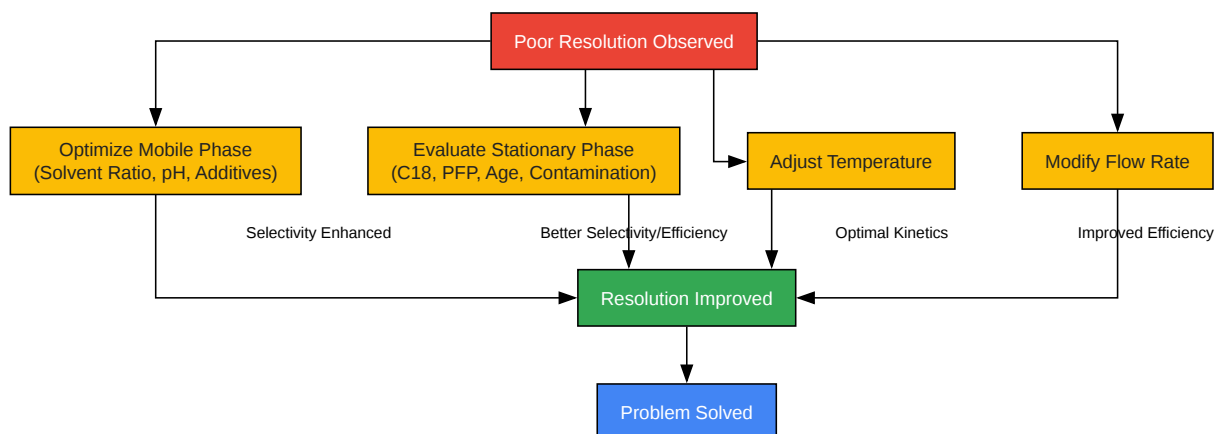 Poor Resolution Observed
Optimize Mobile Phase
(Solvent Ratio, pH, Additives)
Evaluate Stationary Phase
(C18, PFP, Age, Contamination)
Adjust Temperature
Modify Flow Rate
Selectivity Enhanced
Better Selectivity/Efficiency
Optimal Kinetics
Improved Efficiency
Resolution Improved
Problem Solved